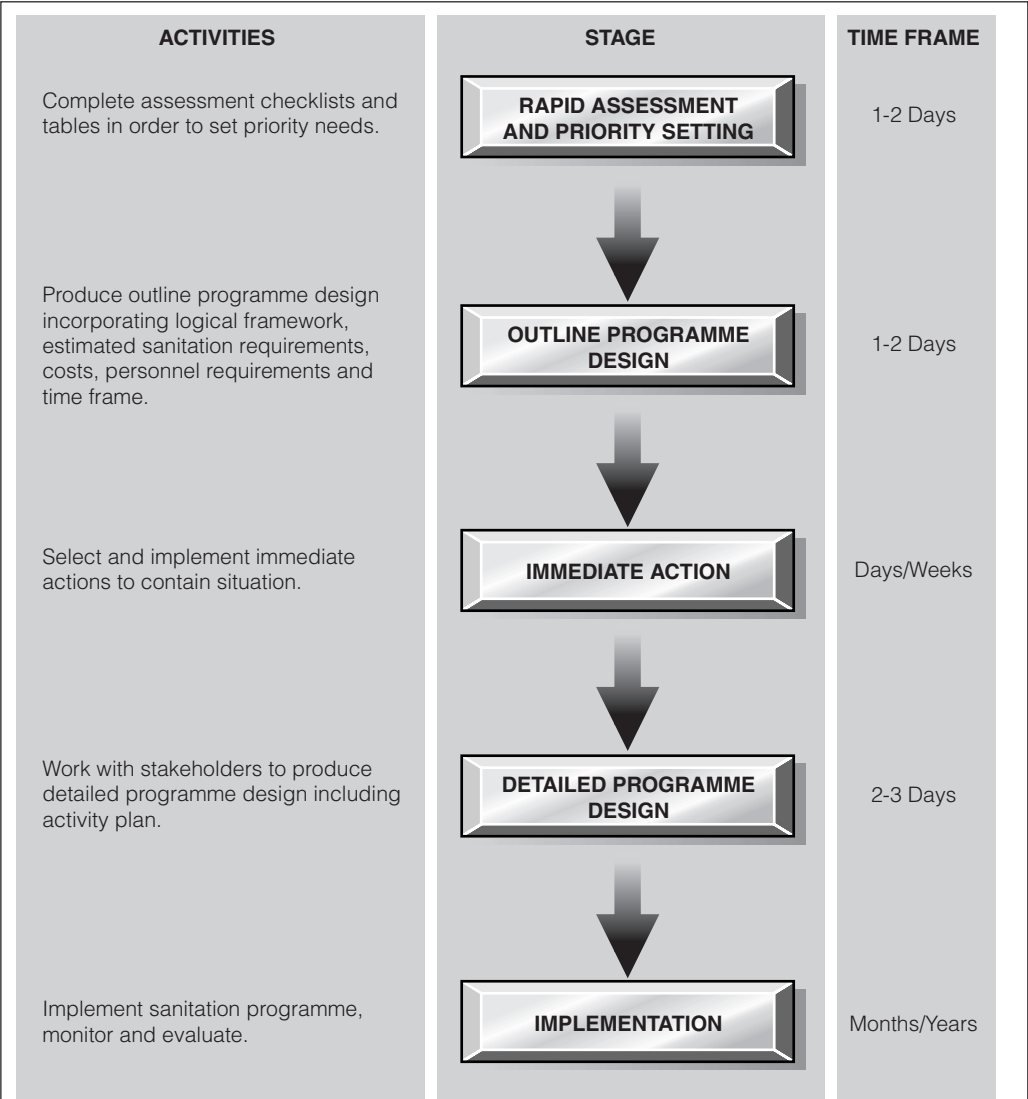 ACTIVITIES
STAGE
TIME FRAME
Complete assessment checklists and
tables in order to set priority needs.
RAPID ASSESSMENT
AND PRIORITY SETTING
1-2 Days
Produce outline programme design
incorporating logical framework,
estimated sanitation requirements,
costs, personnel requirements and
time frame.
OUTLINE PROGRAMME
DESIGN
1-2 Days
Select and implement immediate
actions to contain situation.
IMMEDIATE ACTION
Days/Weeks
Work with stakeholders to produce
detailed programme design including
activity plan.
DETAILED PROGRAMME
DESIGN
2-3 Days
Implement sanitation programme,
monitor and evaluate.
IMPLEMENTATION
Months/Years